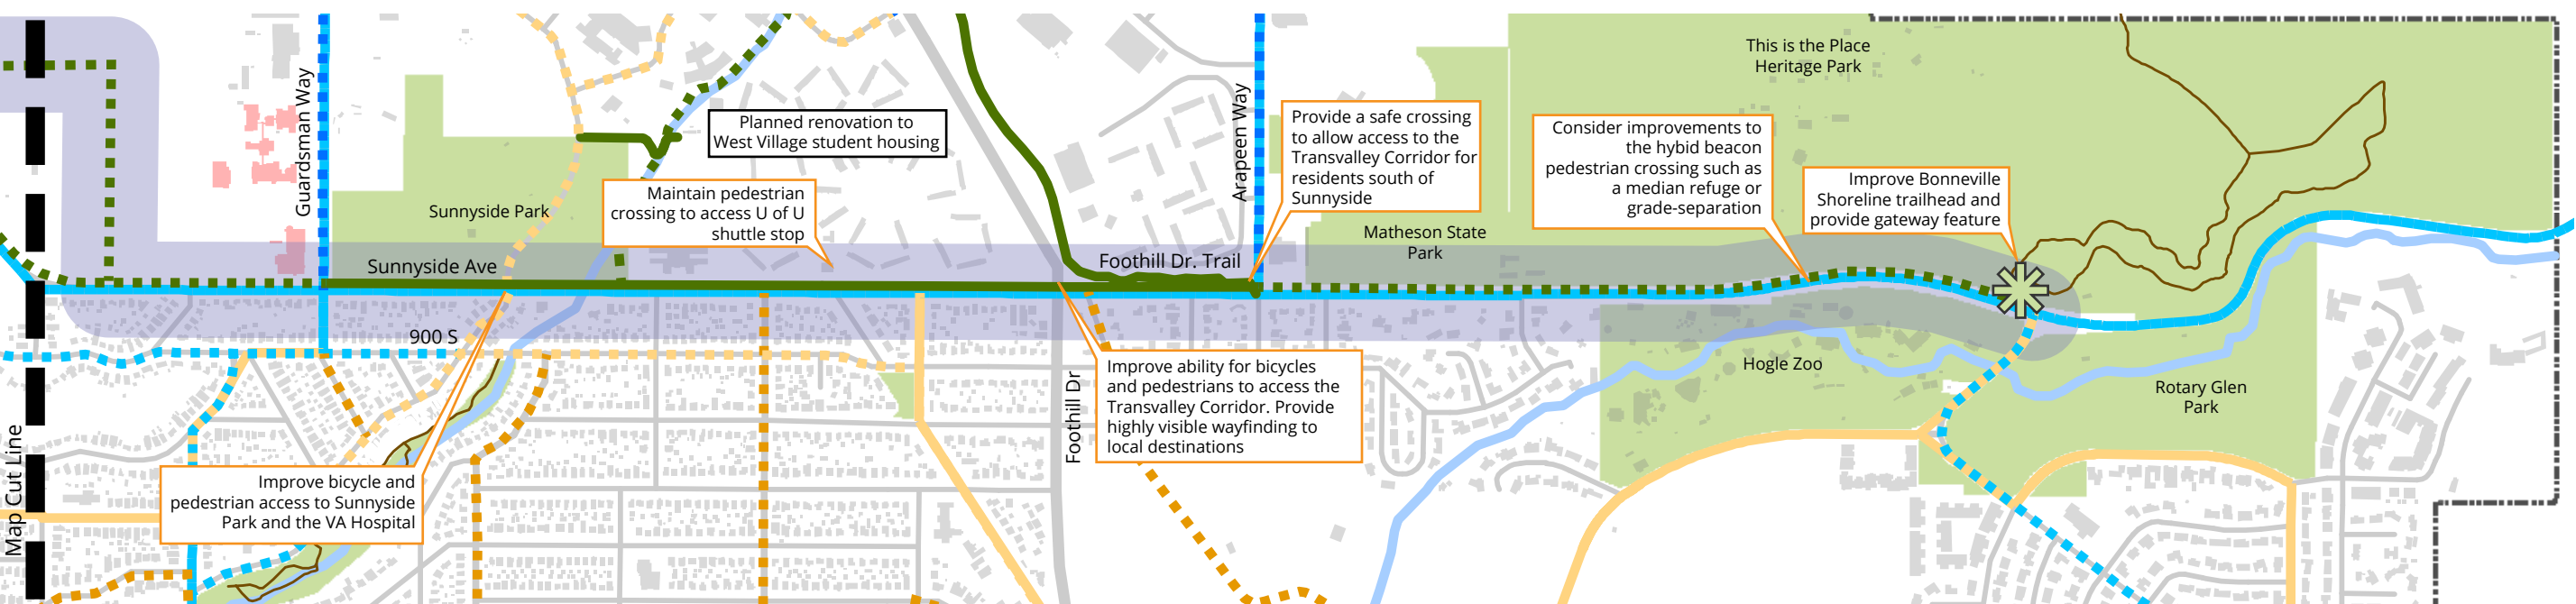 Map Cut Line
Guardsman Way
Sunnyside Park
Sunnyside Ave
900 S
Improve bicycle and
pedestrian access to Sunnyside
Park and the VA Hospital
Planned renovation to
West Village student housing
Maintain pedestrian
crossing to access U of U
shuttle stop
Foothill Dr. Trail
Foothill Dr
Improve ability for bicycles
and pedestrians to access the
Transvalley Corridor. Provide
highly visible wayfinding to
local destinations
Arapeen Way
Provide a safe crossing
to allow access to the
Transvalley Corridor for
residents south of
Sunnyside
Matheson State
Park
Consider improvements to
the hybrid beacon
pedestrian crossing such as
a median refuge or
grade-separation
This is the Place
Heritage Park
Improve Bonneville
Shoreline trailhead and
provide gateway feature
Hogle Zoo
Rotary Glen
Park